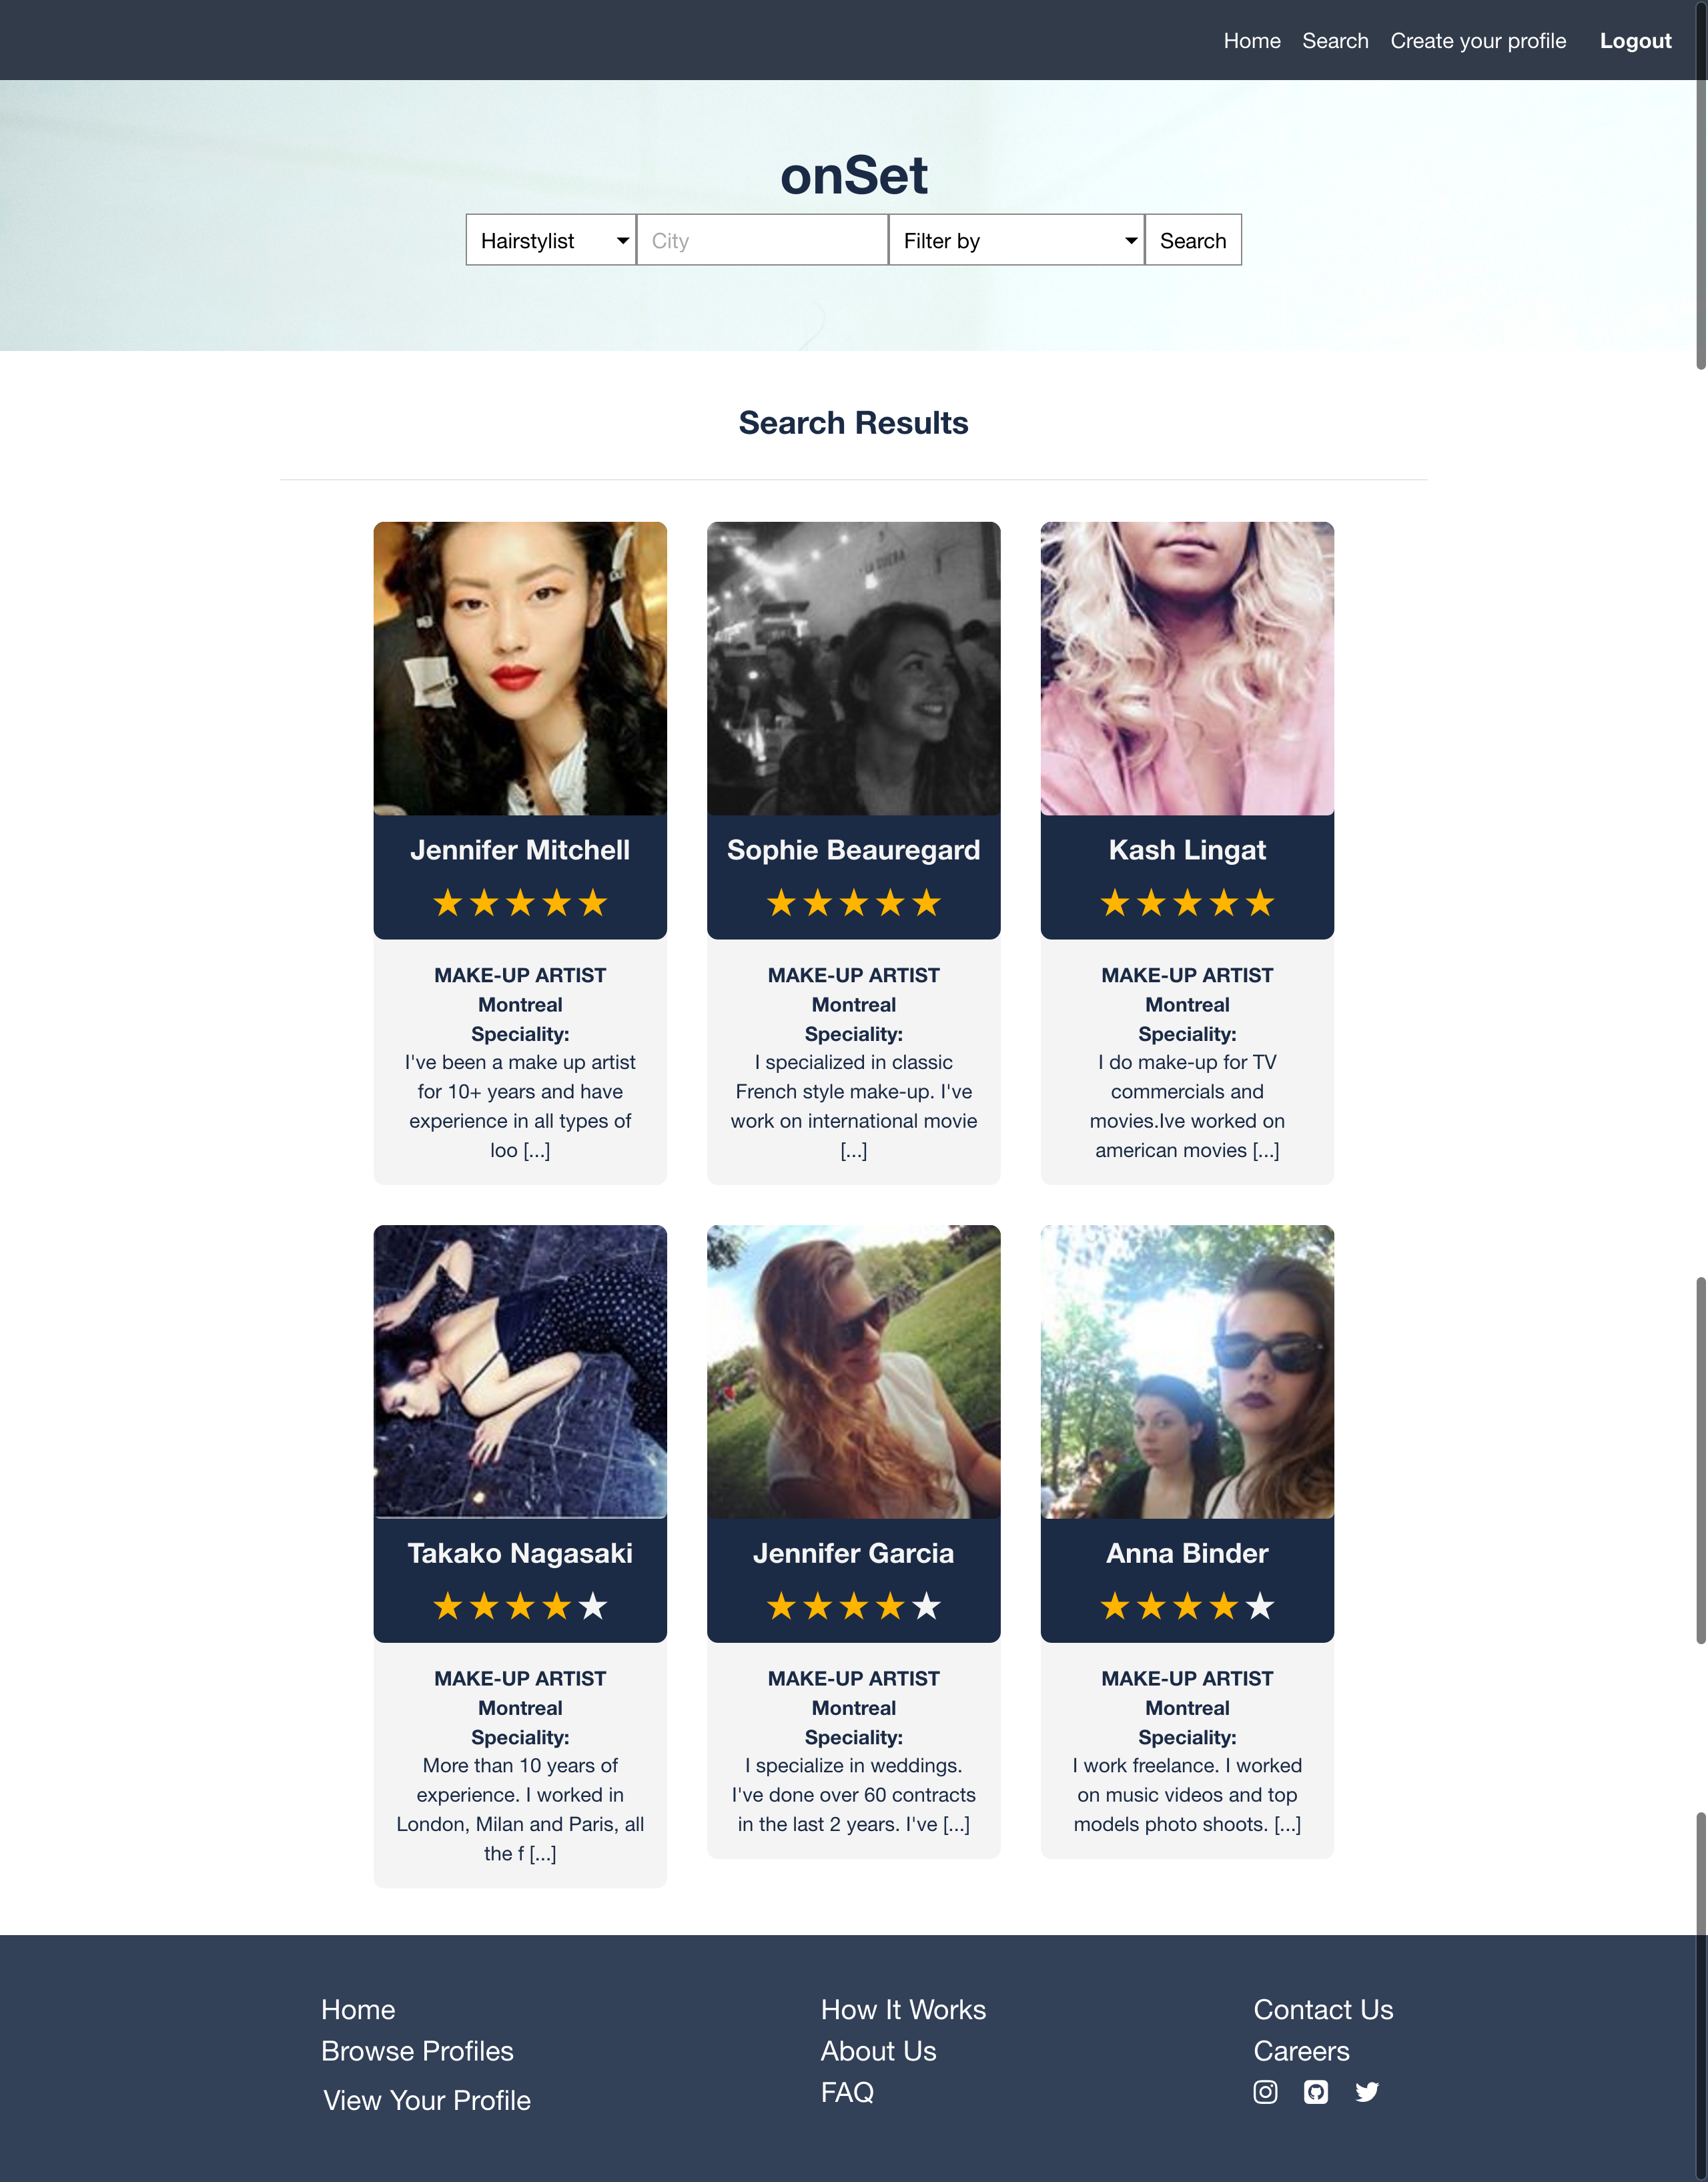 Home Search Create your profile Logout
onSet
Hairstylist City Filter by Search
Search Results
LA
Jennifer Mitchell
MAKE-UP ARTIST
Montreal
Speciality:
I've been a make up artist
for 10+ years and have
experience in all types of
loo [...]
Sophie Beauregard
MAKE-UP ARTIST
Montreal
Speciality:
I specialized in classic
French style make-up. I've
work on international movie
[...]
Kash Lingat
MAKE-UP ARTIST
Montreal
Speciality:
I do make-up for TV
commercials and
movies.Ive worked on
american movies [...]
Takako Nagasaki
MAKE-UP ARTIST
Montreal
Speciality:
More than 10 years of
experience. I worked in
London, Milan and Paris, all
the f [...]
Jennifer Garcia
MAKE-UP ARTIST
Montreal
Speciality:
I specialize in weddings.
I've done over 60 contracts
in the last 2 years. I've [...]
Anna Binder
MAKE-UP ARTIST
Montreal
Speciality:
I work freelance. I worked
on music videos and top
models photo shoots. [...]
Home
Browse Profiles
View Your Profile
How It Works
About Us
FAQ
Contact Us
Careers